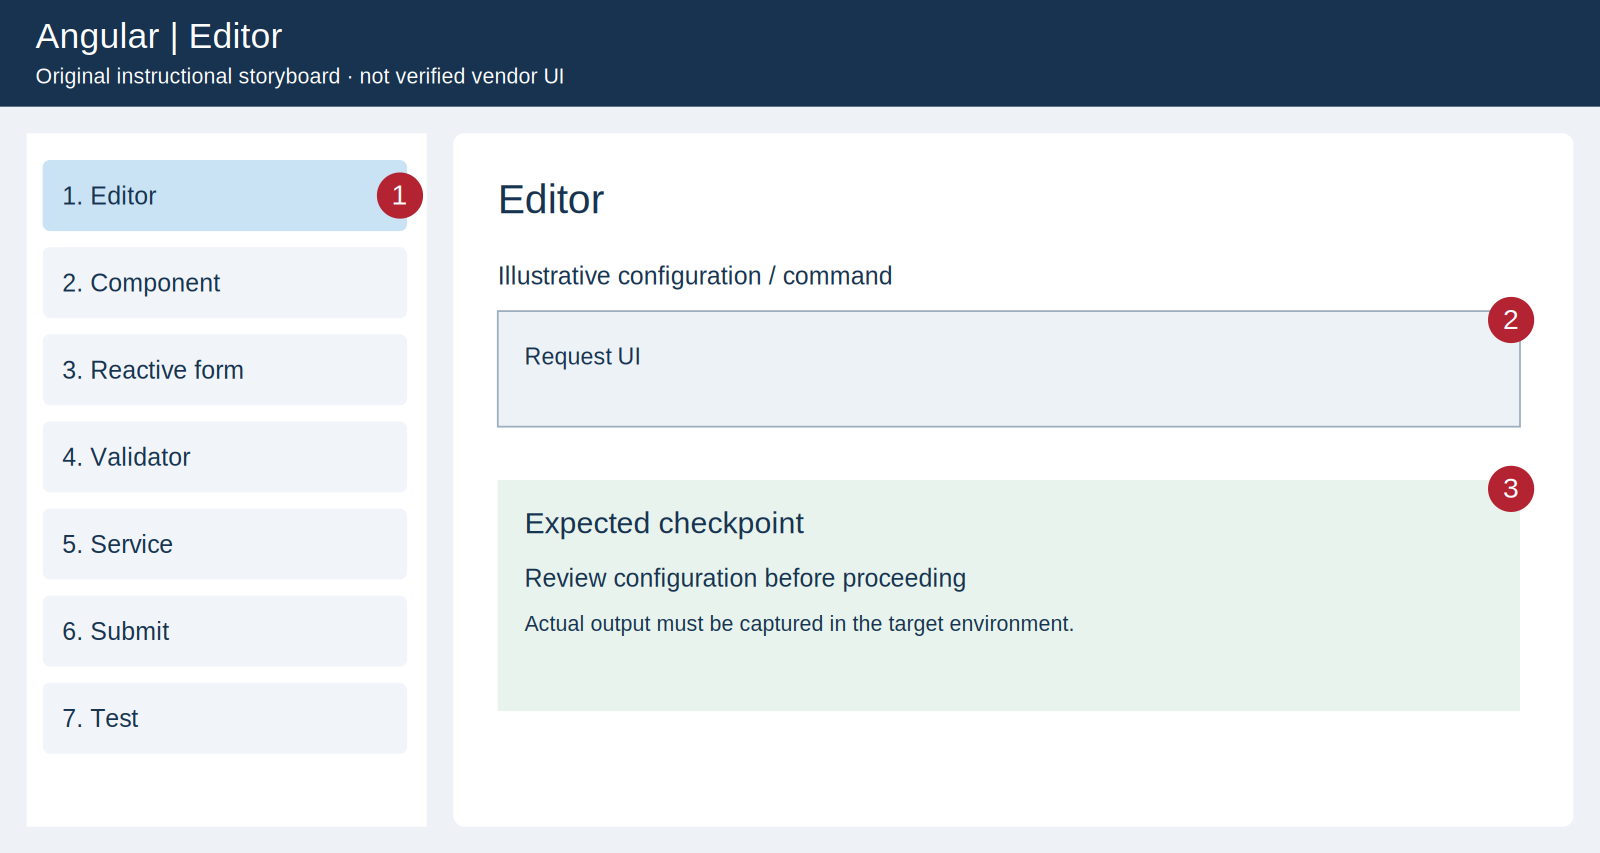 Angular | Editor
Original instructional storyboard · not verified vendor UI
1. Editor
1
2. Component
3. Reactive form
4. Validator
5. Service
6. Submit
7. Test
Editor
Illustrative configuration / command
2
Request UI
3
Expected checkpoint
Review configuration before proceeding
Actual output must be captured in the target environment.